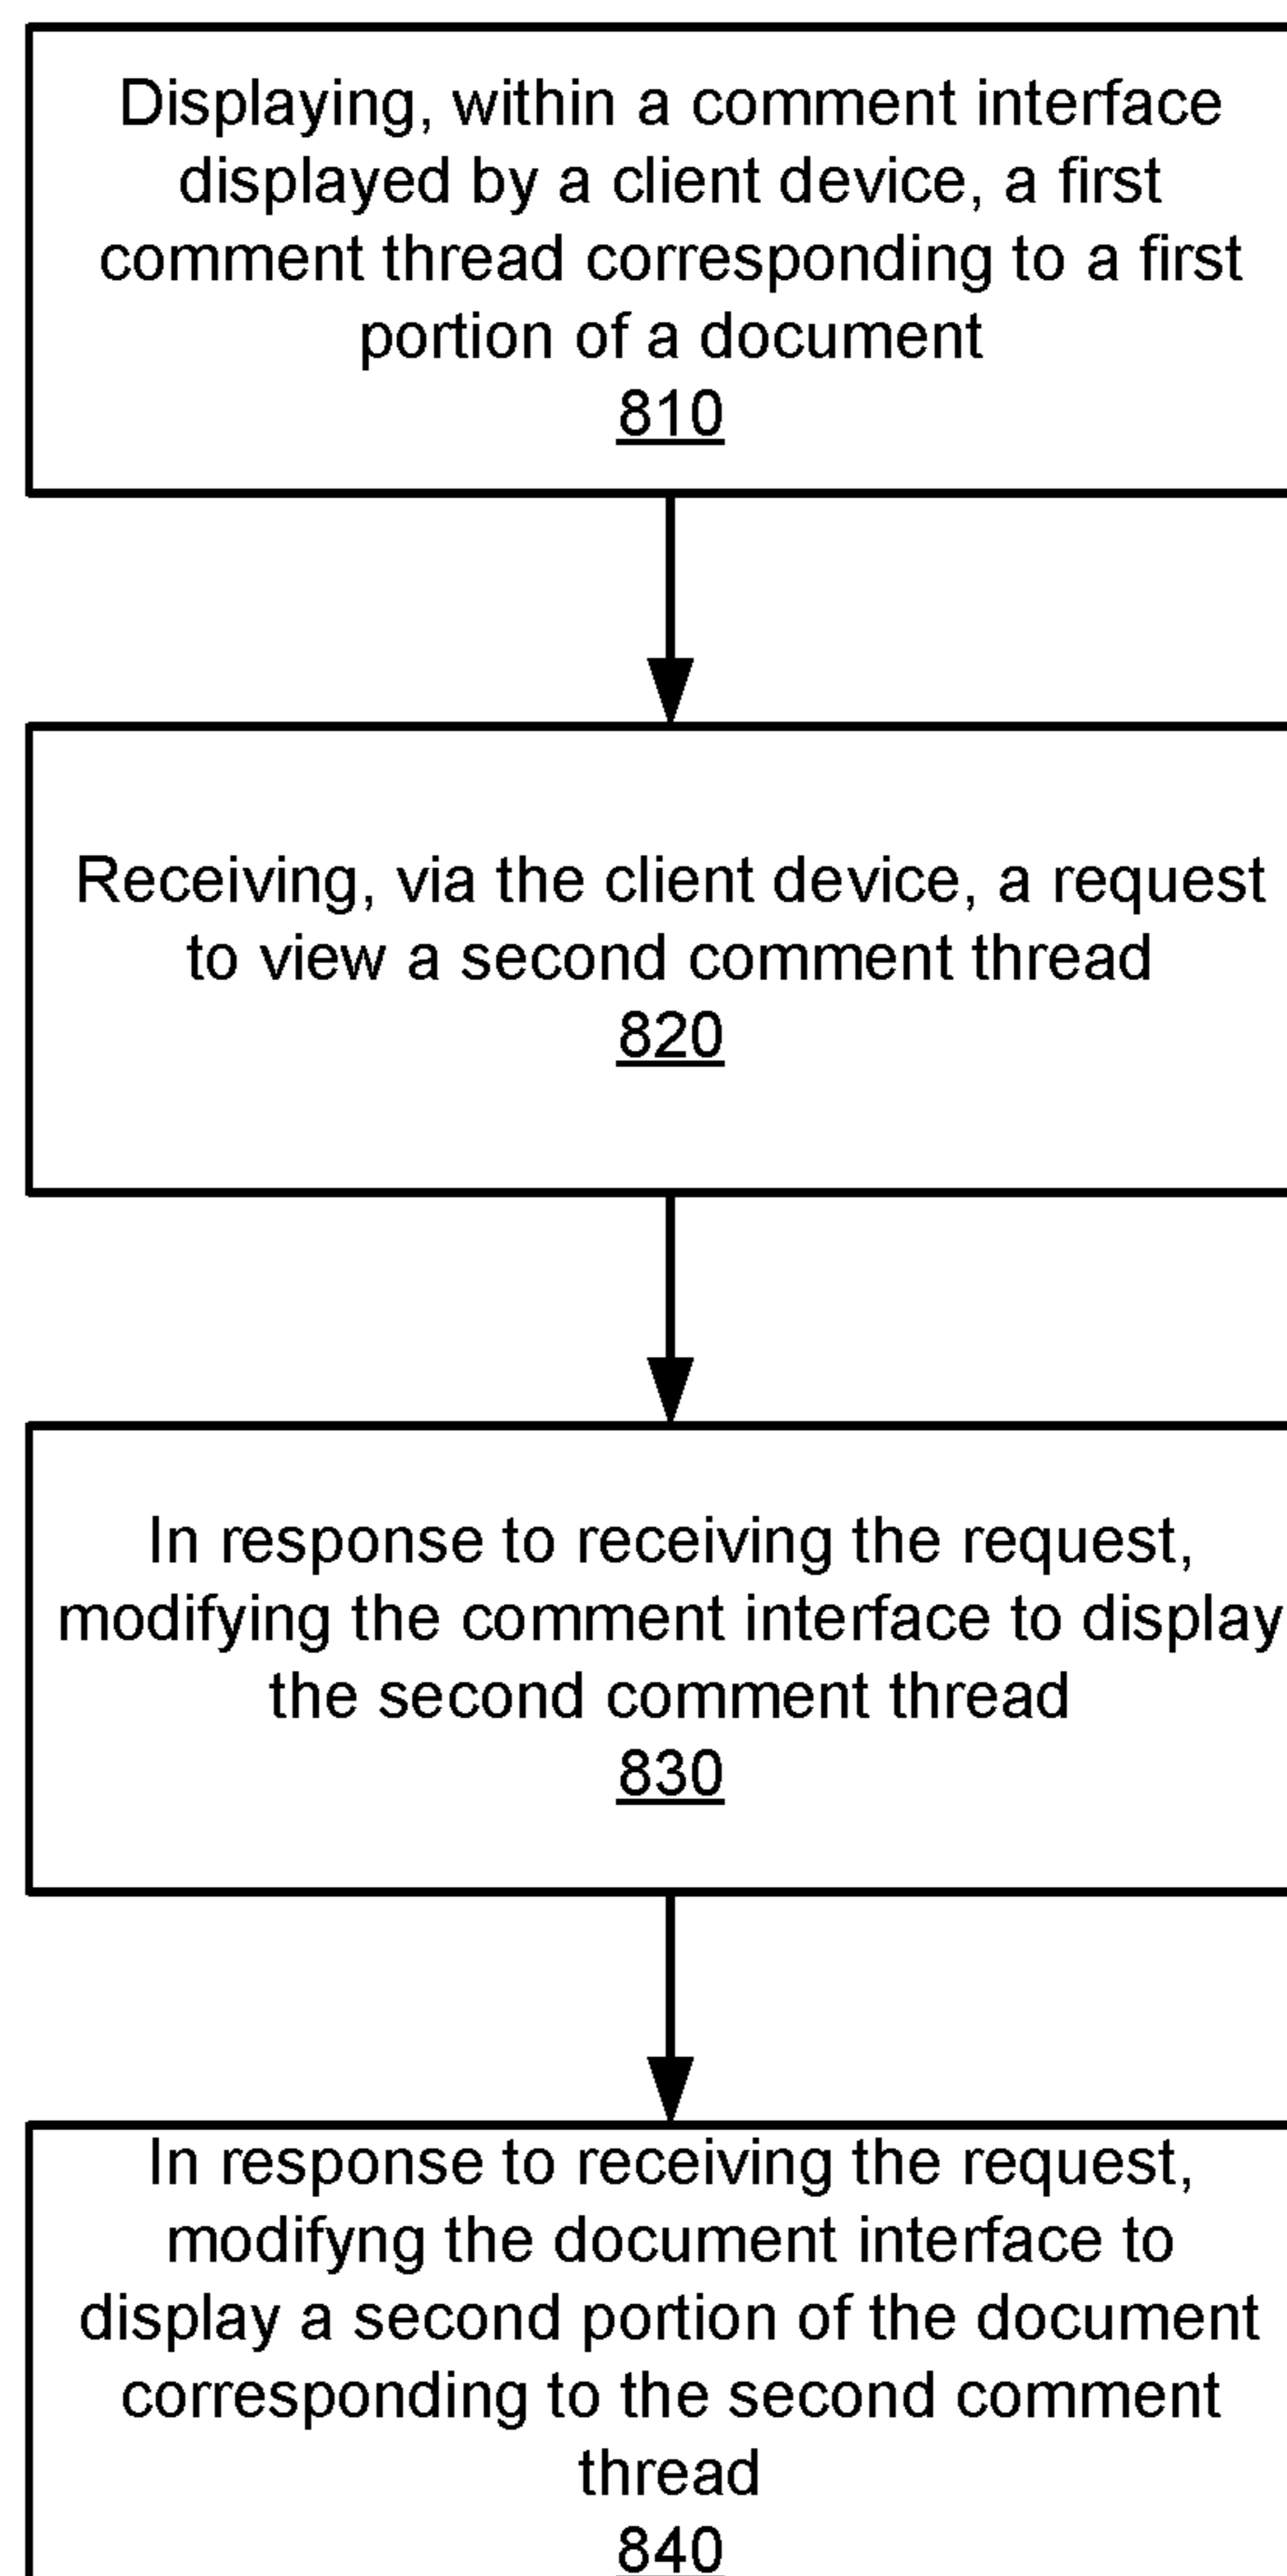 Displaying, within a comment interface
displayed by a client device, a first
comment thread corresponding to a first
portion of a document
810
Receiving, via the client device, a request
to view a second comment thread
820
In response to receiving the request,
modifying the comment interface to display
the second comment thread
830
In response to receiving the request,
modifyng the document interface to
display a second portion of the document
corresponding to the second comment
thread
840